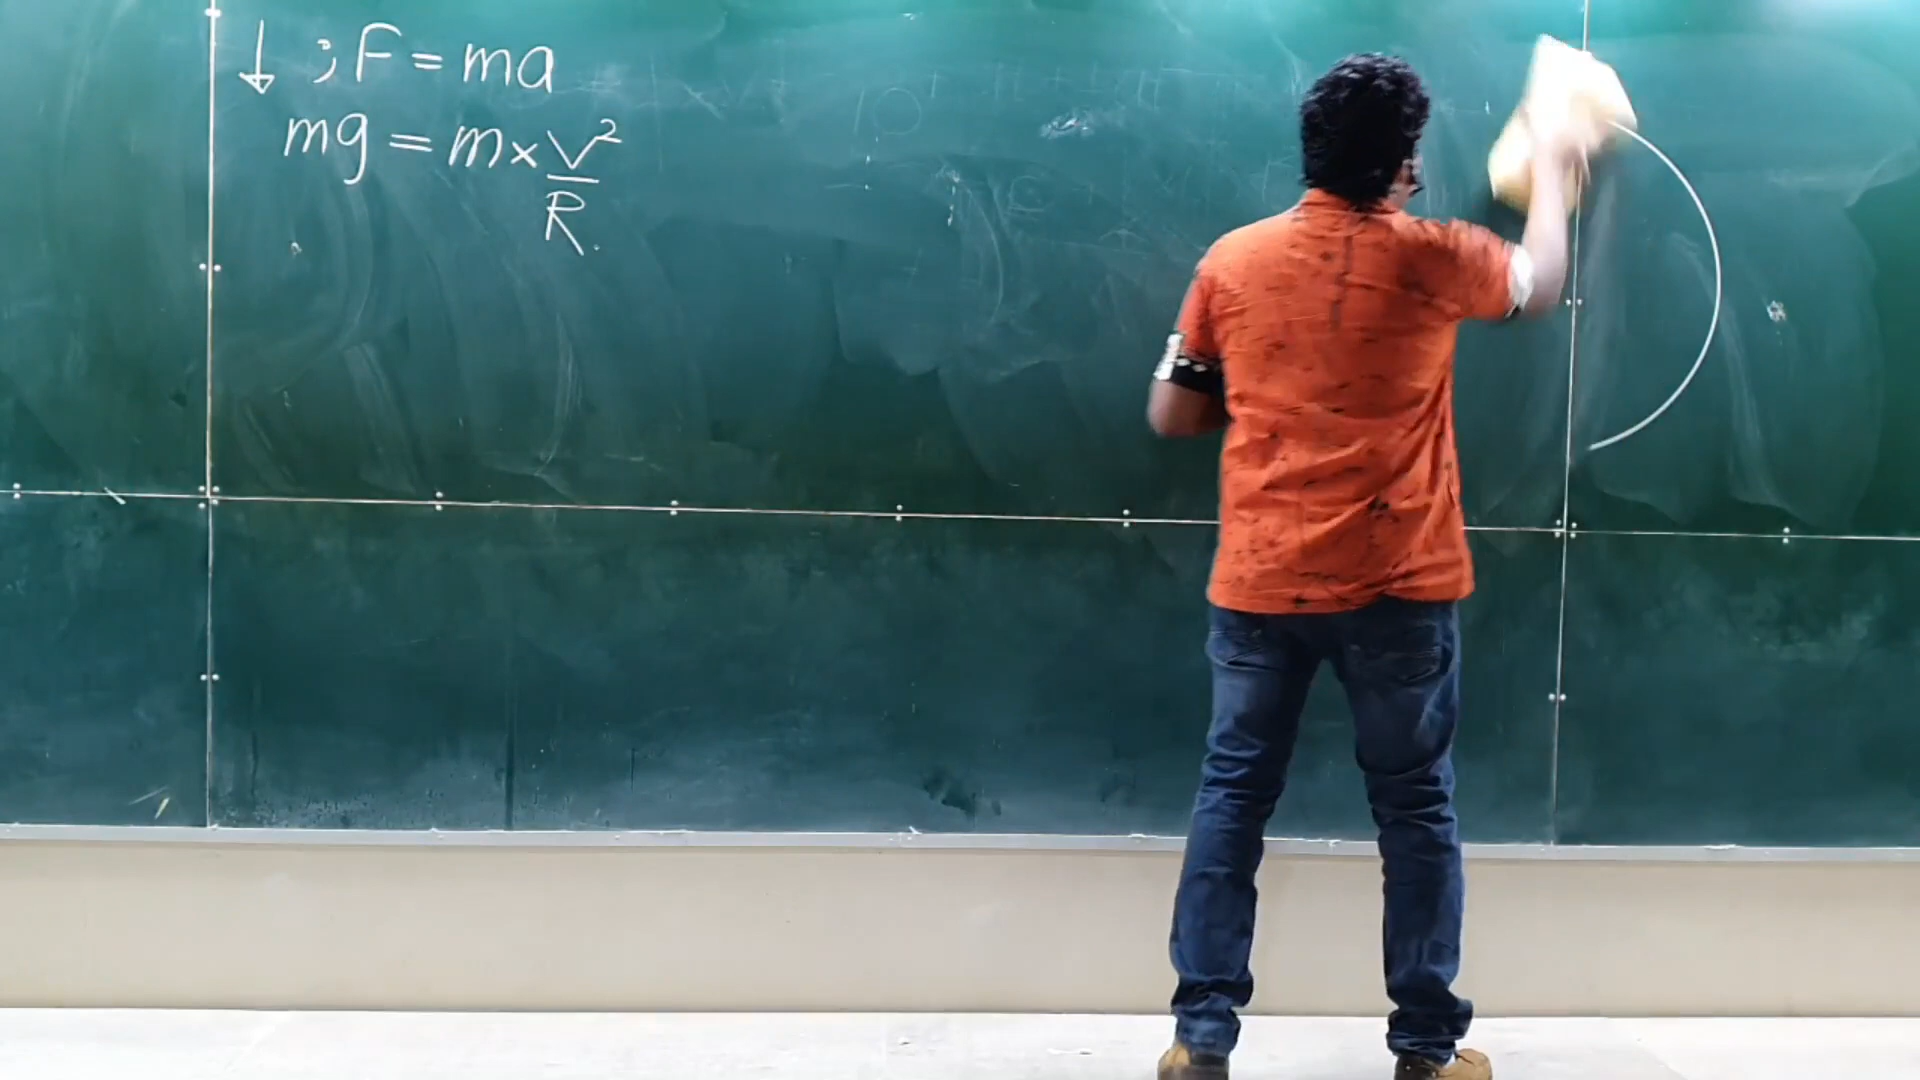 ↓ ; F = ma
mg = m × V²/R.